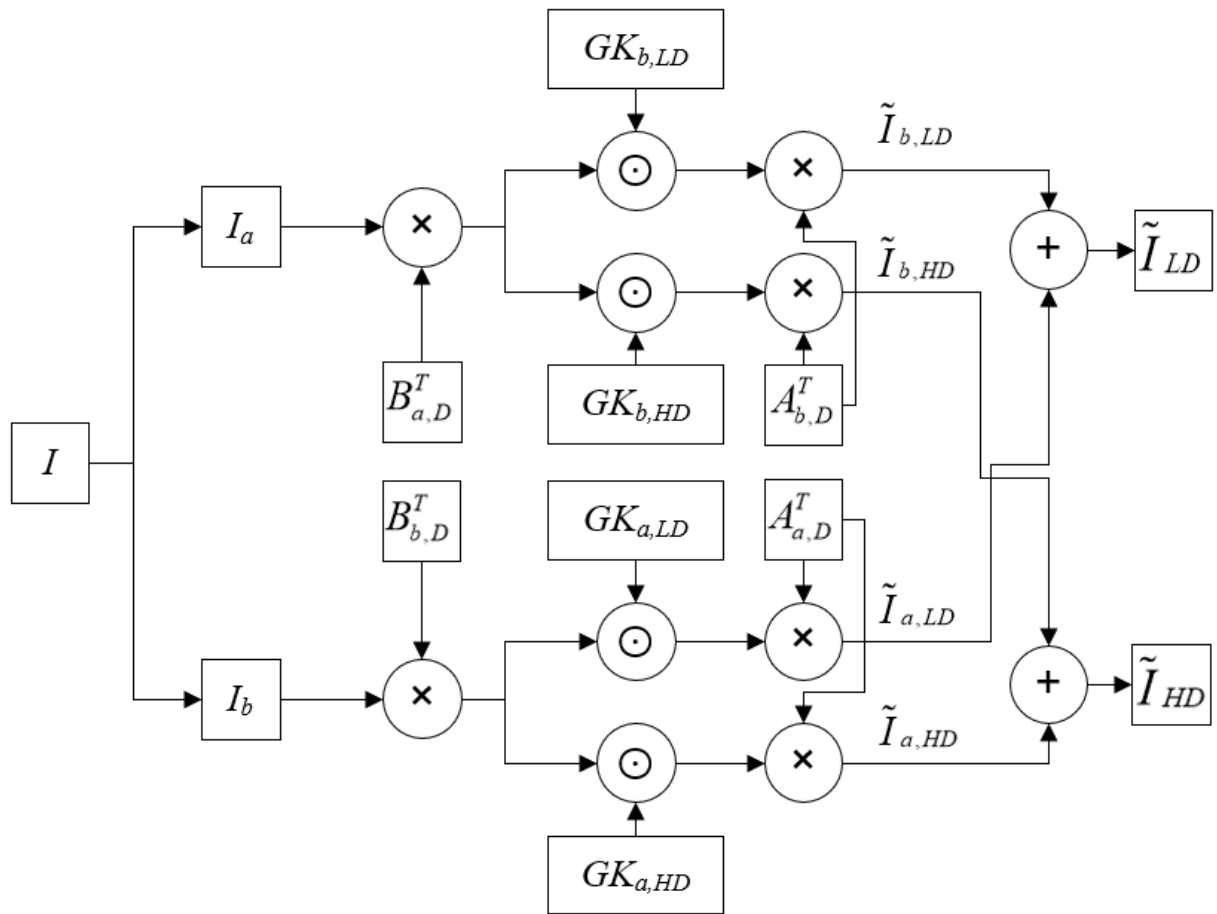 GK_{b,LD}
⊙
×
Ĩ_{b,LD}
I_a
×
+
Ĩ_{LD}
⊙
×
Ĩ_{b,HD}
B^T_{a,D}
GK_{b,HD}
A^T_{b,D}
I
B^T_{b,D}
GK_{a,LD}
A^T_{a,D}
⊙
×
Ĩ_{a,LD}
I_b
×
+
Ĩ_{HD}
⊙
×
Ĩ_{a,HD}
GK_{a,HD}